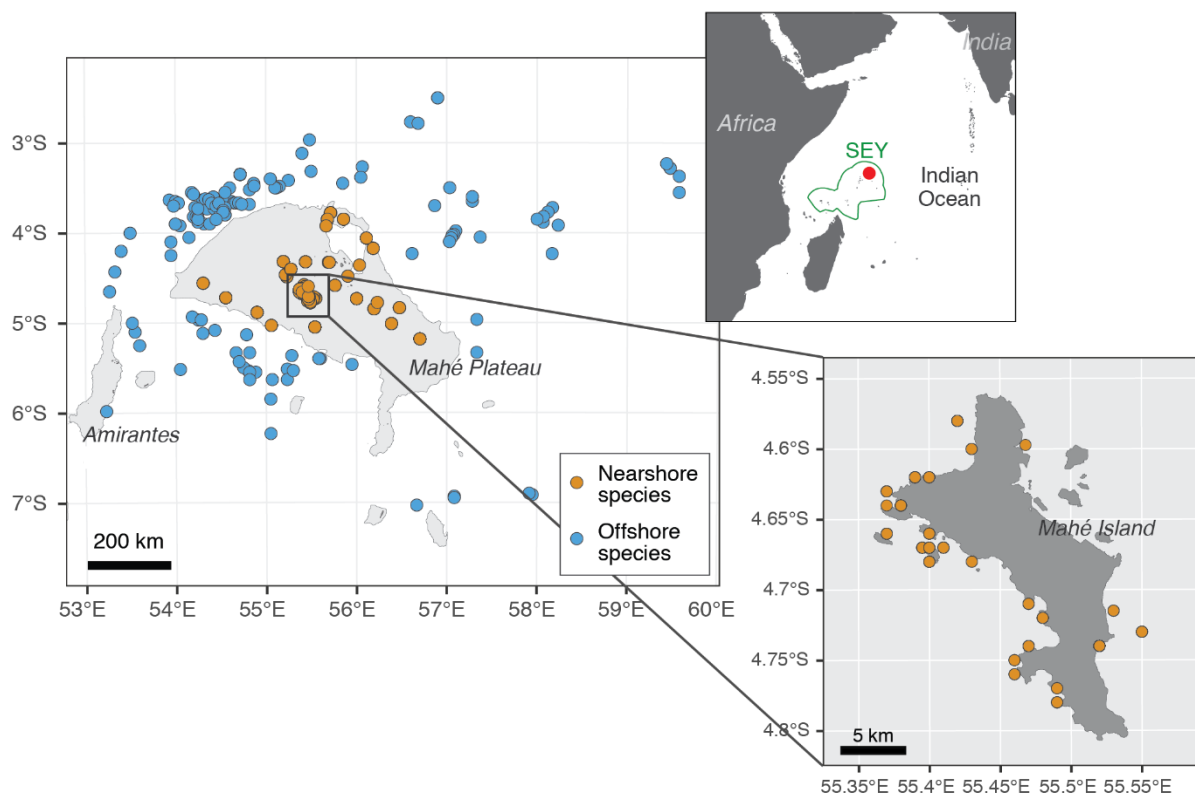 India
Africa
SEY
Indian
Ocean
3°S
4°S
5°S
6°S
7°S
Mahé Plateau
Amirantes
Nearshore
species
Offshore
species
200 km
53°E
54°E
55°E
56°E
57°E
58°E
59°E
60°E
4.55°S
4.6°S
4.65°S
4.7°S
4.75°S
4.8°S
Mahé Island
5 km
55.35°E
55.4°E
55.45°E
55.5°E
55.55°E